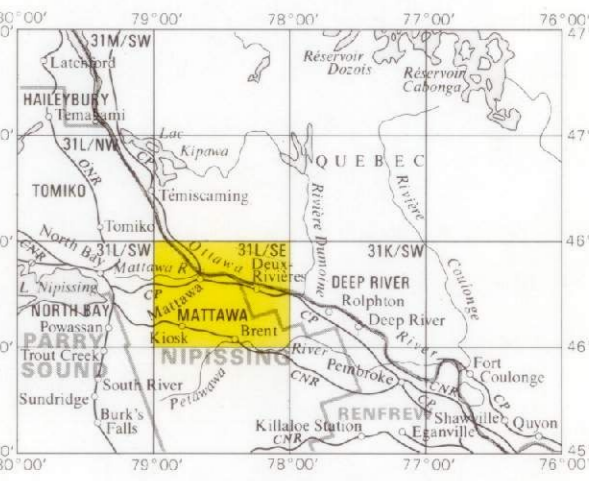 80°00' 79°00' 78°00' 77°00' 76°00'
31M/SW
Latchford
Réservoir
Dozois
Réservoir
Cabonga
HAILEYBURY
Temagami
47
31L/NW
Lac
Kipawa
CP
QUEBEC
ONR
TOMIKO
Témiscaming
Rivière Dumoine
Rivière
Coulonge
Tomiko
North Bay
CNR
31L/SW
Ottawa
31L/SE
31K/SW
46
Mattawa R
Deux-
Rivières
DEEP RIVER
L. Nipissing
CP
Mattawa
Rolphton
NORTH BAY
MATTAWA
Deep River
Powassan
Kiosk
Brent
CP
River
46
PARRY
SOUND
Trout Creek
NIPISSING
River
Fort
Coulonge
CNR
Pembroke
CNR
CP
South River
Petawawa
Sundridge
RENFREW
CP
Shawville
Quyon
Burk's
Falls
Killaloe Station
Eganville
CNR
45
80°00' 79°00' 78°00' 77°00' 76°00'